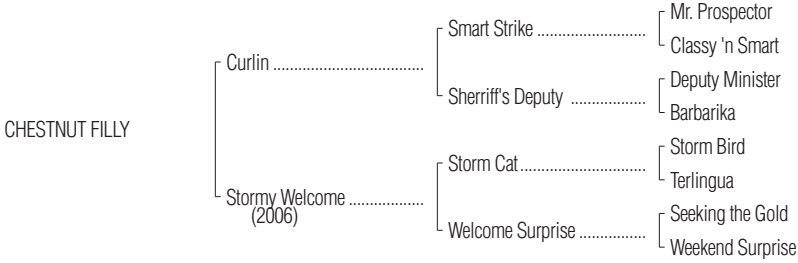 Mr. Prospector
Smart Strike ..........................
Classy 'n Smart
Curlin ....................................
Deputy Minister
Sherriff's Deputy ..................
Barbarika
CHESTNUT FILLY
Storm Bird
Storm Cat ..............................
Terlingua
Stormy Welcome ..................
(2006)
Seeking the Gold
Welcome Surprise ................
Weekend Surprise